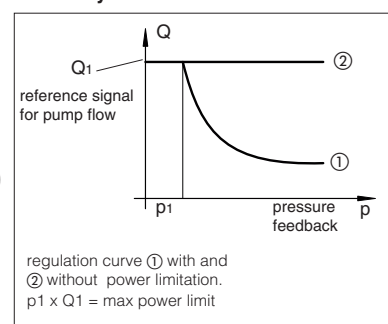 Q
Q1
②
reference signal
for pump flow
①
p1
pressure
feedback
p
regulation curve ① with and
② without power limitation.
p1 x Q1 = max power limit